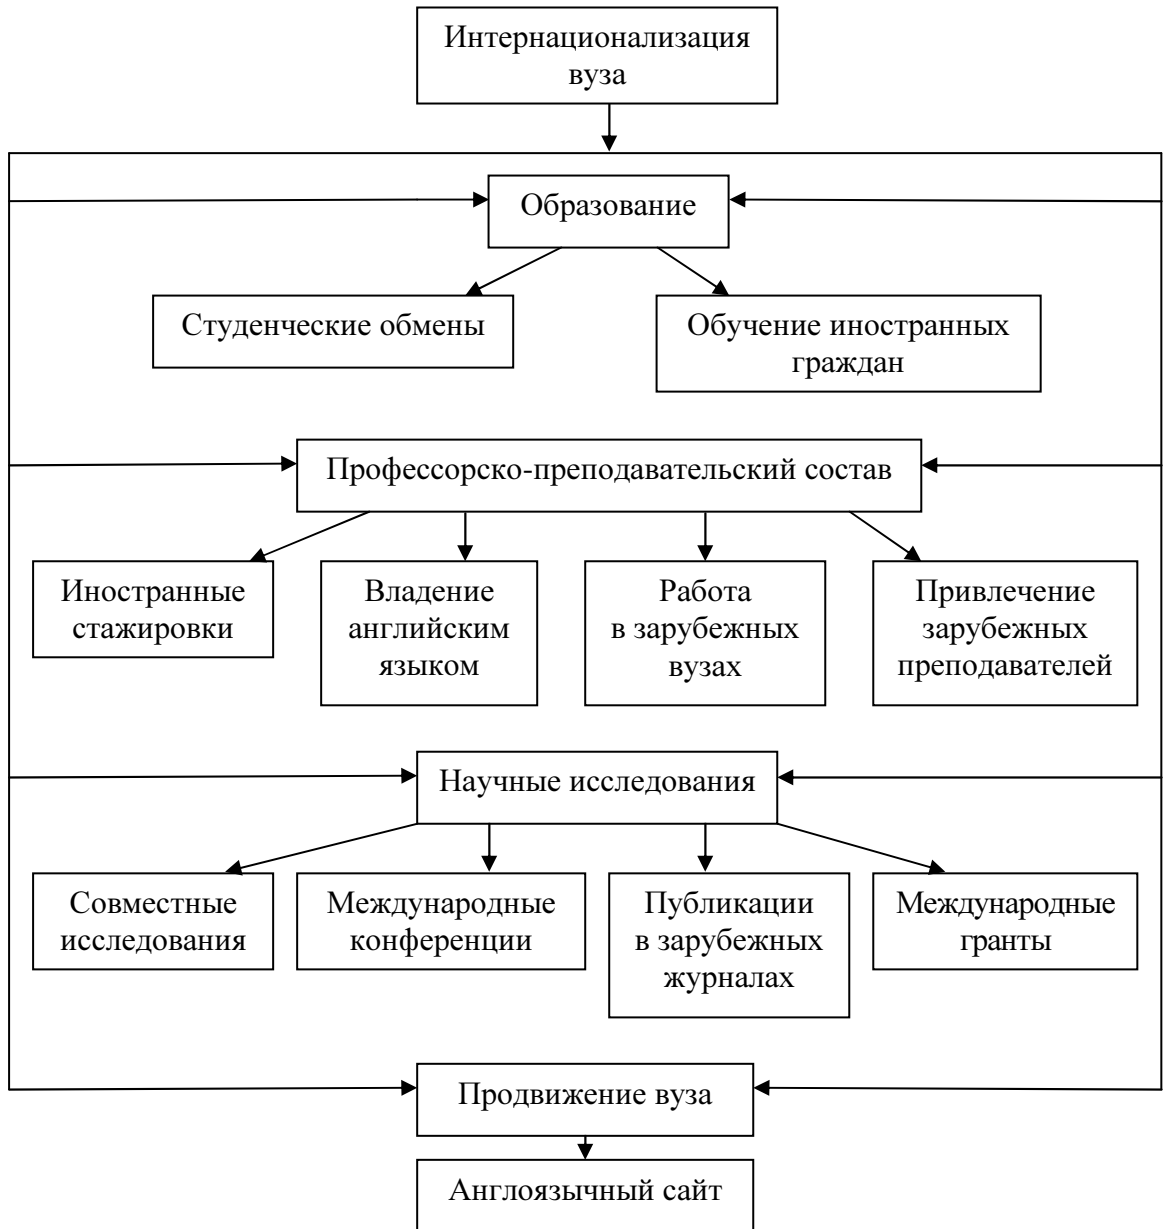 Интернационализация
вуза
Образование
Студенческие обмены
Обучение иностранных
граждан
Профессорско-преподавательский состав
Иностранные
стажировки
Владение
английским
языком
Работа
в зарубежных
вузах
Привлечение
зарубежных
преподавателей
Научные исследования
Совместные
исследования
Международные
конференции
Публикации
в зарубежных
журналах
Международные
гранты
Продвижение вуза
Англоязычный сайт